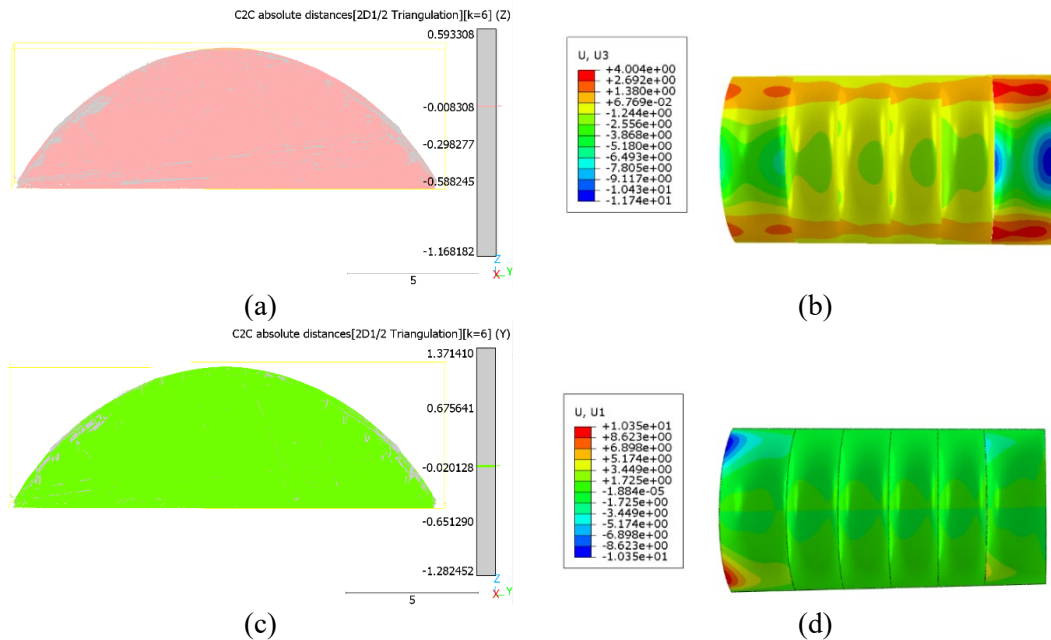 C2C absolute distances[2D1/2 Triangulation][k=6] (Z)
0.593308
-0.008308
-0.298277
-0.588245
-1.168182
Z
X Y
5
(a)
U, U3
+4.004e+00
+2.692e+00
+1.380e+00
+6.769e-02
-1.244e+00
-2.556e+00
-3.868e+00
-5.180e+00
-6.493e+00
-7.805e+00
-9.117e+00
-1.043e+01
-1.174e+01
(b)
C2C absolute distances[2D1/2 Triangulation][k=6] (Y)
1.371410
0.675641
-0.020128
-0.651290
-1.282452
Z
X Y
5
(c)
U, U1
+1.035e+01
+8.623e+00
+6.898e+00
+5.174e+00
+3.449e+00
+1.725e+00
-1.884e-05
-1.725e+00
-3.449e+00
-5.174e+00
-6.898e+00
-8.623e+00
-1.035e+01
(d)